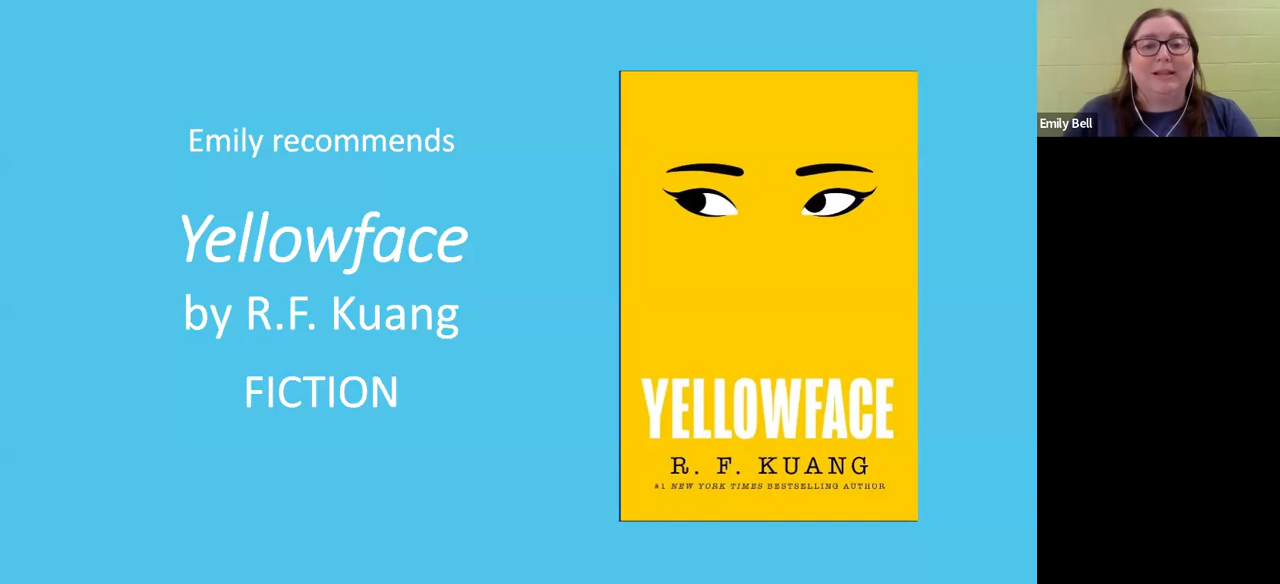 Emily recommends
Yellowface
by R.F. Kuang
FICTION
YELLOWFACE
R. F. KUANG
#1 NEW YORK TIMES BESTSELLING AUTHOR
Emily Bell